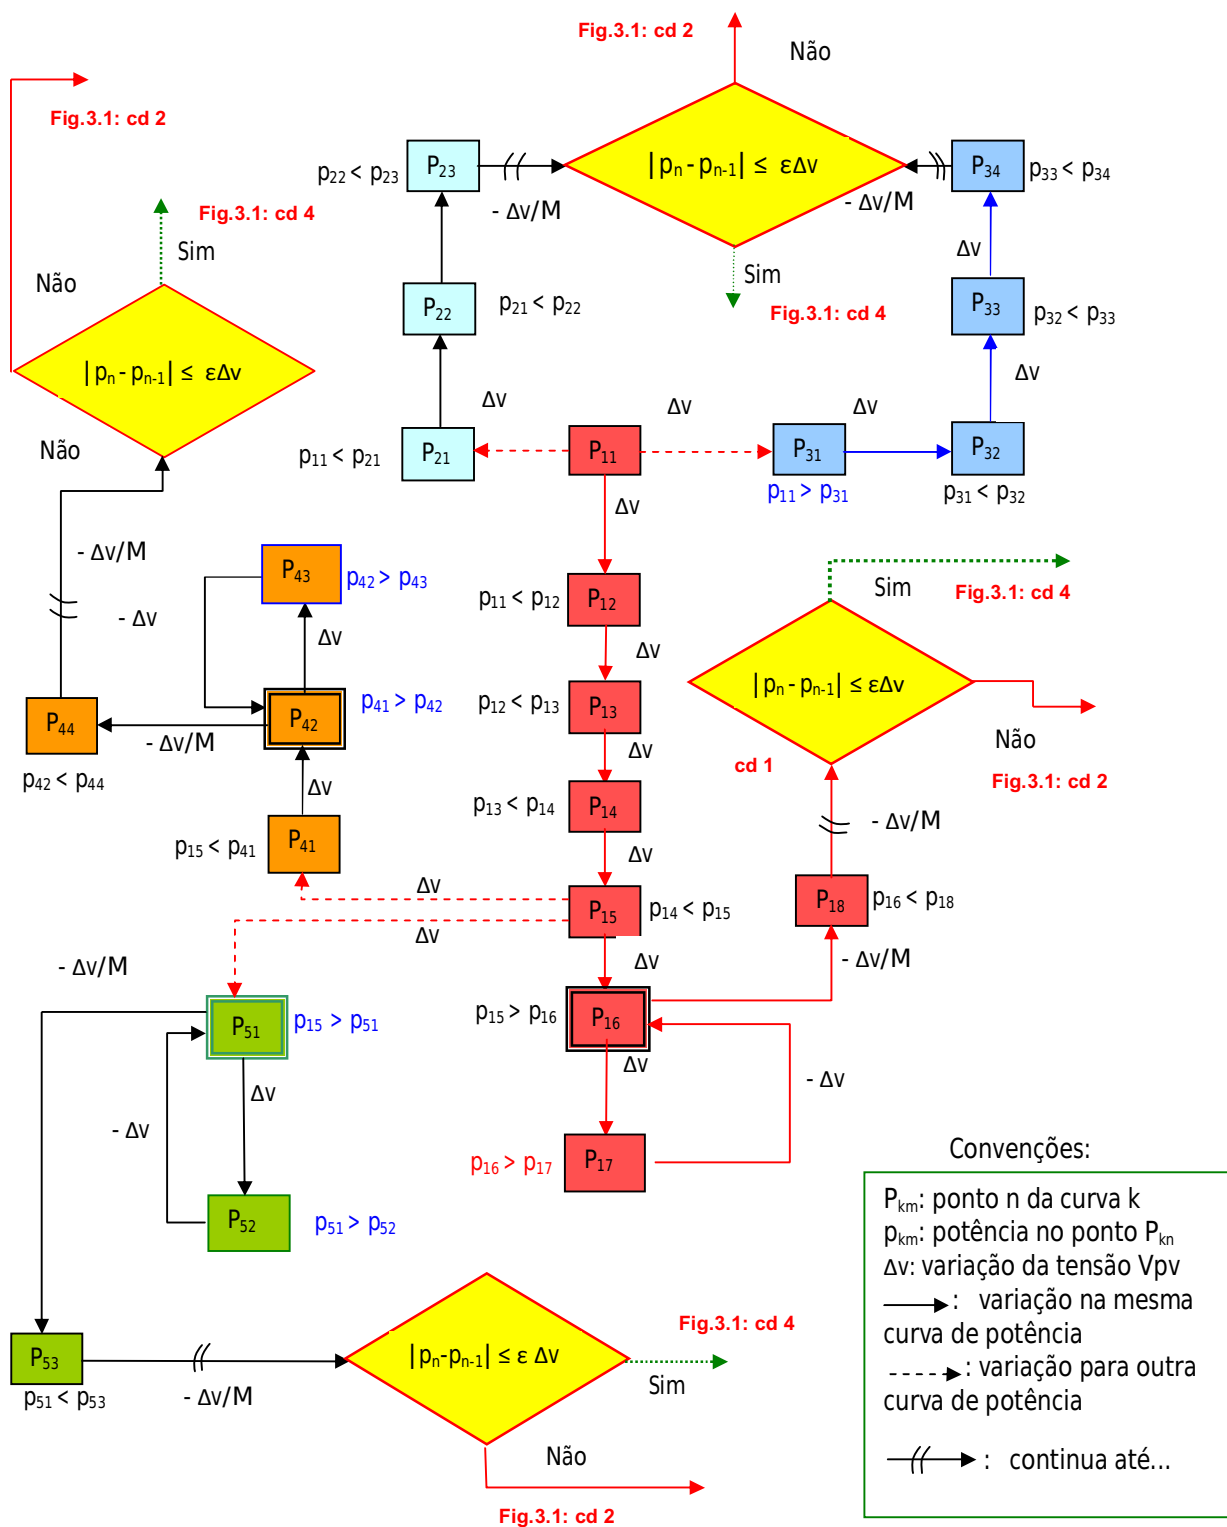 Fig.3.1: cd 2
Não
Fig.3.1: cd 2
p22 < p23
P23
- Δv/M
|pn - pn-1| ≤ εΔv
- Δv/M
P34
p33 < p34
Sim
Fig.3.1: cd 4
Fig.3.1: cd 4
Sim
Não
P22
p21 < p22
Δv
P33
p32 < p33
|pn - pn-1| ≤ εΔv
Não
p11 < p21
P21
Δv
P11
Δv
P31
p11 > p31
Δv
P32
p31 < p32
Δv
Δv
- Δv/M
- Δv
P43
p42 > p43
Δv
p11 < p12
P12
Δv
Sim
Fig.3.1: cd 4
|pn - pn-1| ≤ εΔv
Não
Fig.3.1: cd 2
cd 1
P44
p42 < p44
- Δv/M
P42
p41 > p42
Δv
p12 < p13
P13
Δv
p13 < p14
P14
Δv
- Δv/M
p15 < p41
P41
Δv
Δv
P15
p14 < p15
P18
p16 < p18
- Δv/M
- Δv/M
P51
p15 > p51
Δv
- Δv
p15 > p16
P16
Δv
Δv
- Δv
p16 > p17
P17
P52
p51 > p52
P53
p51 < p53
- Δv/M
|pn-pn-1| ≤ ε Δv
Fig.3.1: cd 4
Sim
Não
Fig.3.1: cd 2
Convenções:
Pkm: ponto n da curva k
pkm: potência no ponto Pkn
Δv: variação da tensão Vpv
: variação na mesma
curva de potência
: variação para outra
curva de potência
: continua até...